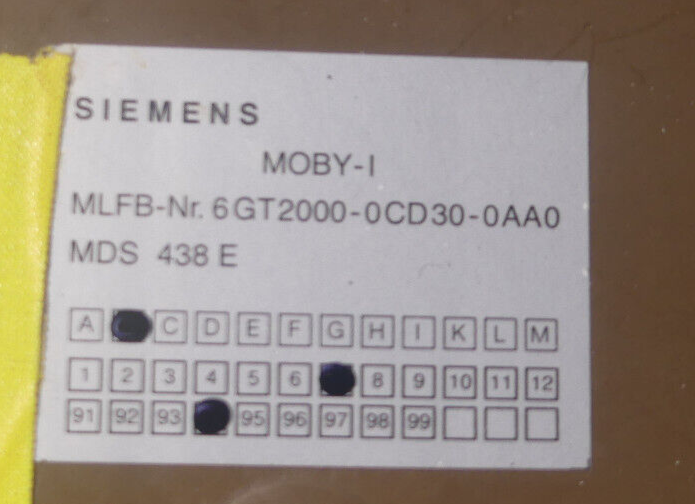 SIEMENS
MOBY-I
MLFB-Nr. 6GT2000-0CD30-0AA0
MDS 438 E
A C D E F G H I K L M
1 2 3 4 5 6 8 9 10 11 12
91 92 93 95 96 97 98 99